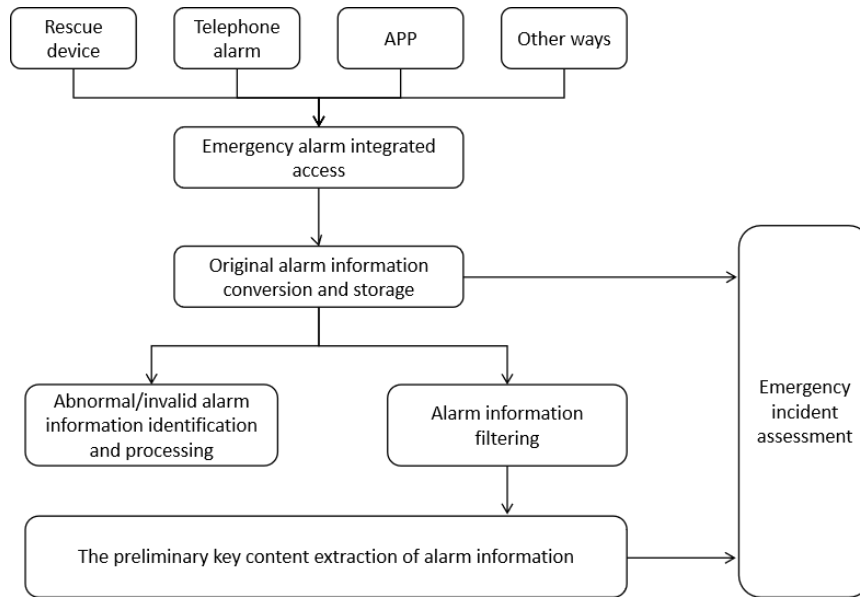 Rescue
device
Telephone
alarm
APP
Other ways
Emergency alarm integrated
access
Original alarm information
conversion and storage
Abnormal/invalid alarm
information identification
and processing
Alarm information
filtering
The preliminary key content extraction of alarm information
Emergency
incident
assessment